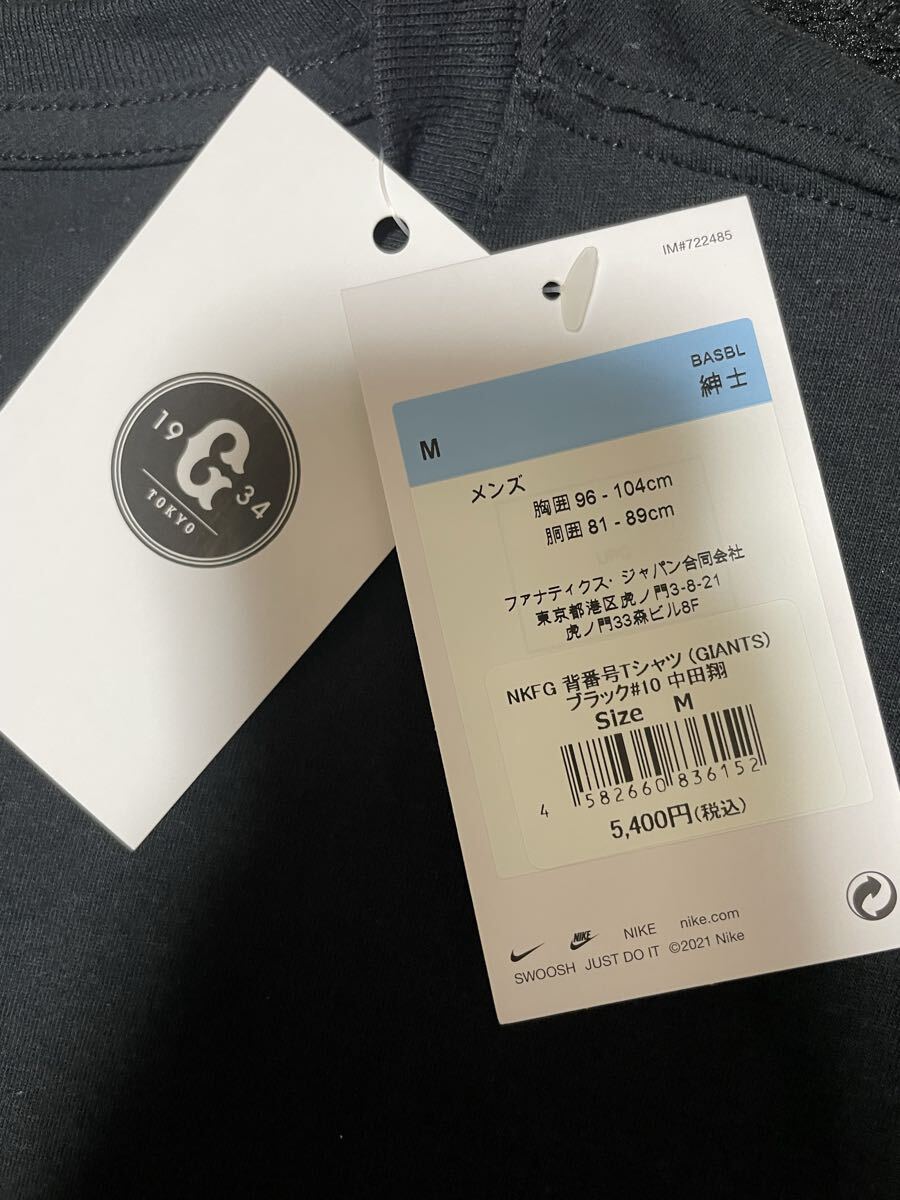 19 G 34
TOKYO
IM#722485
BASBL
紳士
M
メンズ
胸囲 96 - 104cm
胴囲 81 - 89cm
ファナティクス・ジャパン合同会社
東京都港区虎ノ門3-8-21
虎ノ門33森ビル8F
NKFG 背番号Tシャツ (GIANTS)
ブラック#10 中田翔
Size M
4 582660 836152
5,400円(税込)
NIKE NIKE nike.com
SWOOSH JUST DO IT ©2021 Nike